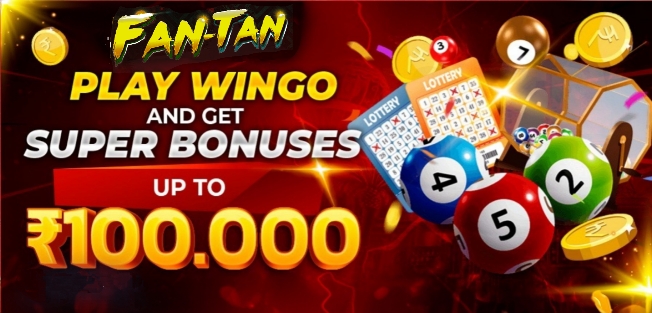 FAN-TAN
PLAY WINGO
AND GET
SUPER BONUSES
UP TO
₹100.000
LOTTERY
LOTTERY
3
7
4
5
2